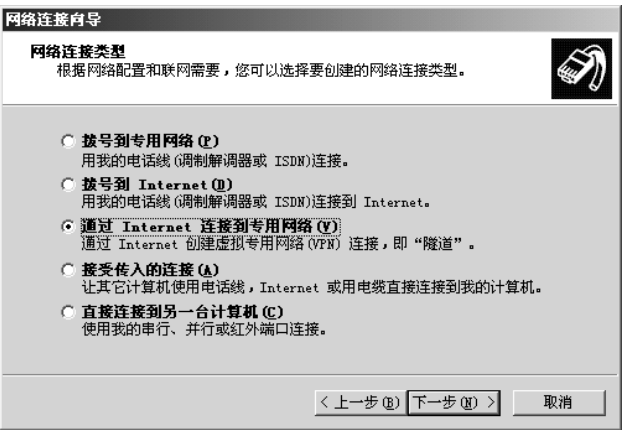 网络连接向导
网络连接类型
根据网络配置和联网需要，您可以选择要创建的网络连接类型。
拨号到专用网络(P)
用我的电话线(调制解调器或 ISDN)连接。
拨号到 Internet(D)
用我的电话线(调制解调器或 ISDN)连接到 Internet。
通过 Internet 连接到专用网络(V)
通过 Internet 创建虚拟专用网络(VPN) 连接，即“隧道”。
接受传入的连接(A)
让其它计算机使用电话线，Internet 或用电缆直接连接到我的计算机。
直接连接到另一台计算机(C)
使用我的串行、并行或红外端口连接。
< 上一步(B) 下一步(N) > 取消